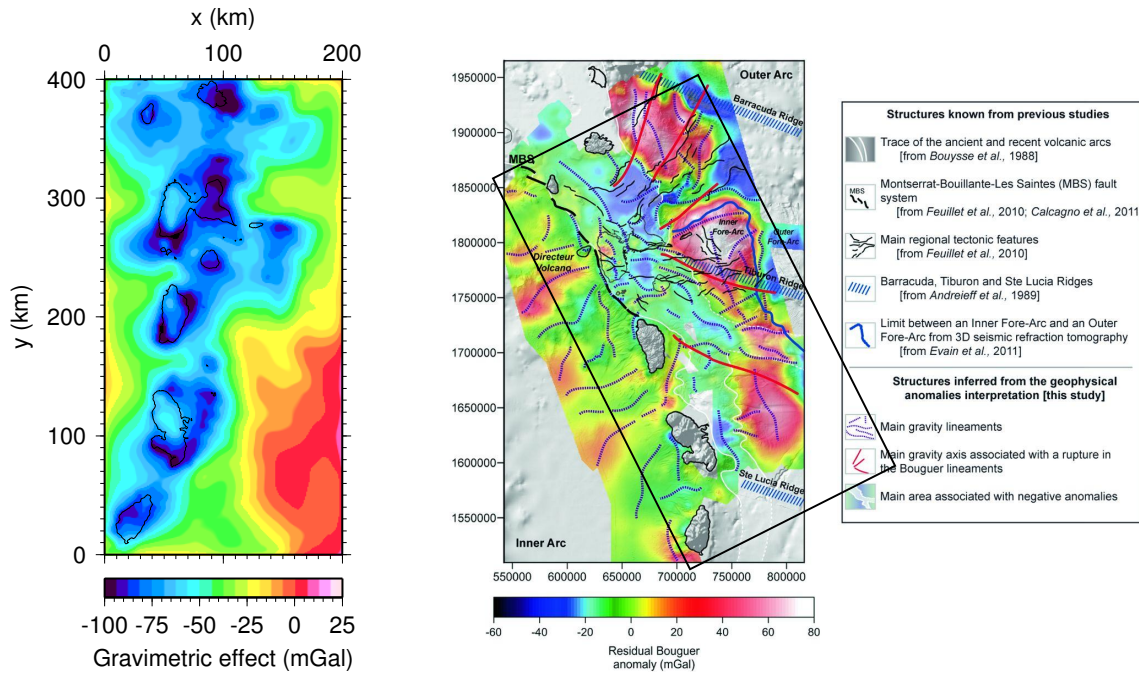 x (km)
0 100 200
400
300
200
100
0
y (km)
-100 -75 -50 -25 0 25
Gravimetric effect (mGal)
1950000
1900000
1850000
1800000
1750000
1700000
1650000
1600000
1550000
550000 600000 650000 700000 750000 800000
Outer Arc
Barracuda Ridge
MBS
Inner
Fore-Arc
Outer
Fore-Arc
Directeur
Volcano
Tiburon Ridge
Ste Lucia Ridge
Inner Arc
-60 -40 -20 0 20 40 60 80
Residual Bouguer
anomaly (mGal)
Structures known from previous studies
Trace of the ancient and recent volcanic arcs
[from Bouysse et al., 1988]
MBS
Montserrat-Bouillante-Les Saintes (MBS) fault
system
[from Feuillet et al., 2010; Calcagno et al., 2011
Main regional tectonic features
[from Feuillet et al., 2010]
Barracuda, Tiburon and Ste Lucia Ridges
[from Andreieff et al., 1989]
Limit between an Inner Fore-Arc and an Outer
Fore-Arc from 3D seismic refraction tomography
[from Evain et al., 2011]
Structures inferred from the geophysical
anomalies interpretation [this study]
Main gravity lineaments
Main gravity axis associated with a rupture in
the Bouguer lineaments
Main area associated with negative anomalies